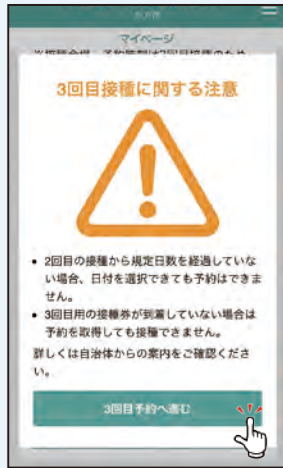 マイページ
3回目接種に関する注意
• 2回目の接種から規定日数を経過していな
い場合、日付を選択できても予約はできま
せん。
• 3回目用の接種券が到着していない場合は
予約を取得しても接種できません。
詳しくは自治体からの案内をご確認くださ
い。
3回目予約へ進む